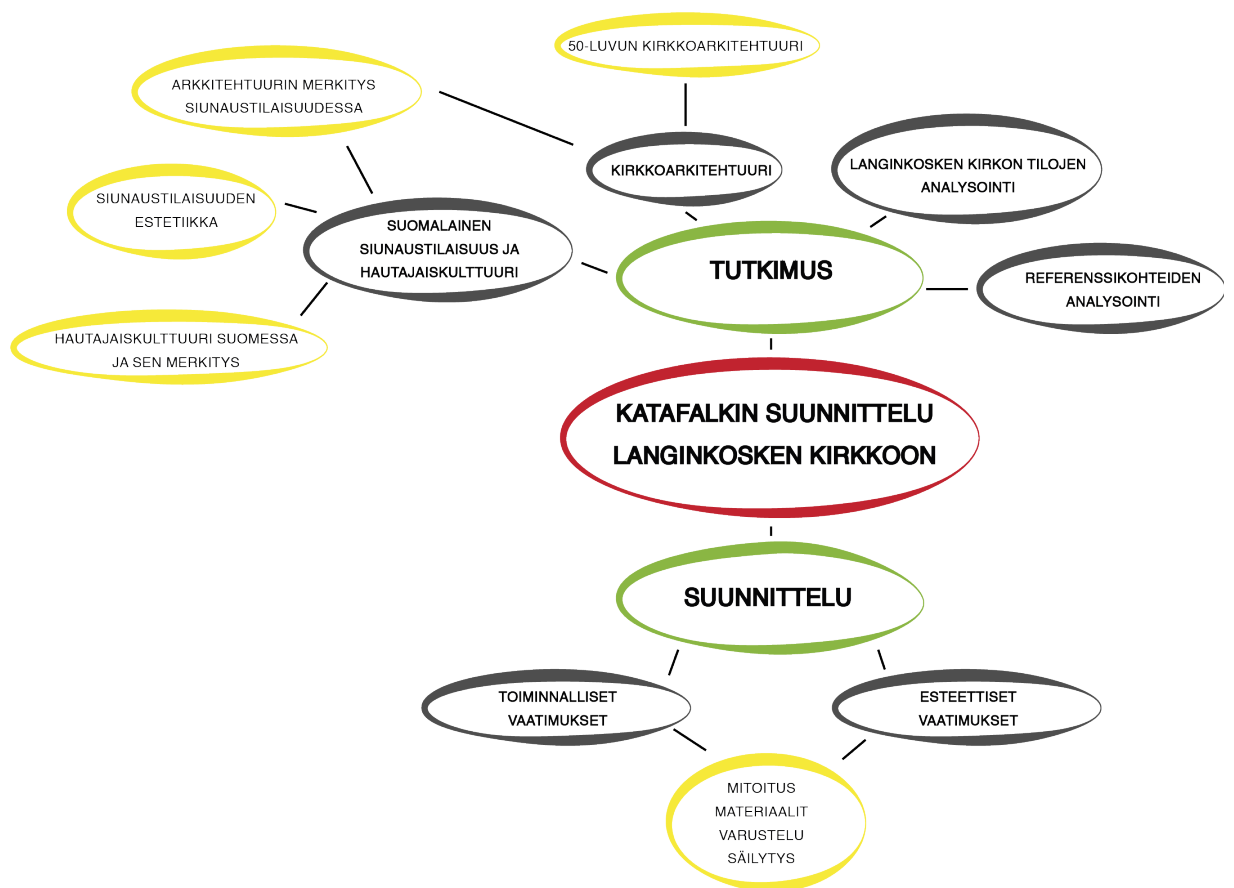 50-LUVUN KIRKKOARKITEHTUURI
ARKKITEHTUURIN MERKITYS
SIUNAUSTILAISUUDESSA
KIRKKOARKITEHTUURI
LANGINKOSKEN KIRKON TILOJEN
ANALYSOINTI
SIUNAUSTILAISUUDEN
ESTETIIKKA
SUOMALAINEN
SIUNAUSTILAISUUS JA
HAUTAJAISKULTTUURI
TUTKIMUS
REFERENSSIKOHTEIDEN
ANALYSOINTI
HAUTAJAISKULTTUURI SUOMESSA
JA SEN MERKITYS
KATAFALKIN SUUNNITTELU
LANGINKOSKEN KIRKKOON
SUUNNITTELU
TOIMINNALLISET
VAATIMUKSET
ESTEETTISET
VAATIMUKSET
MITOITUS
MATERIAALIT
VARUSTELU
SÄILYTYS